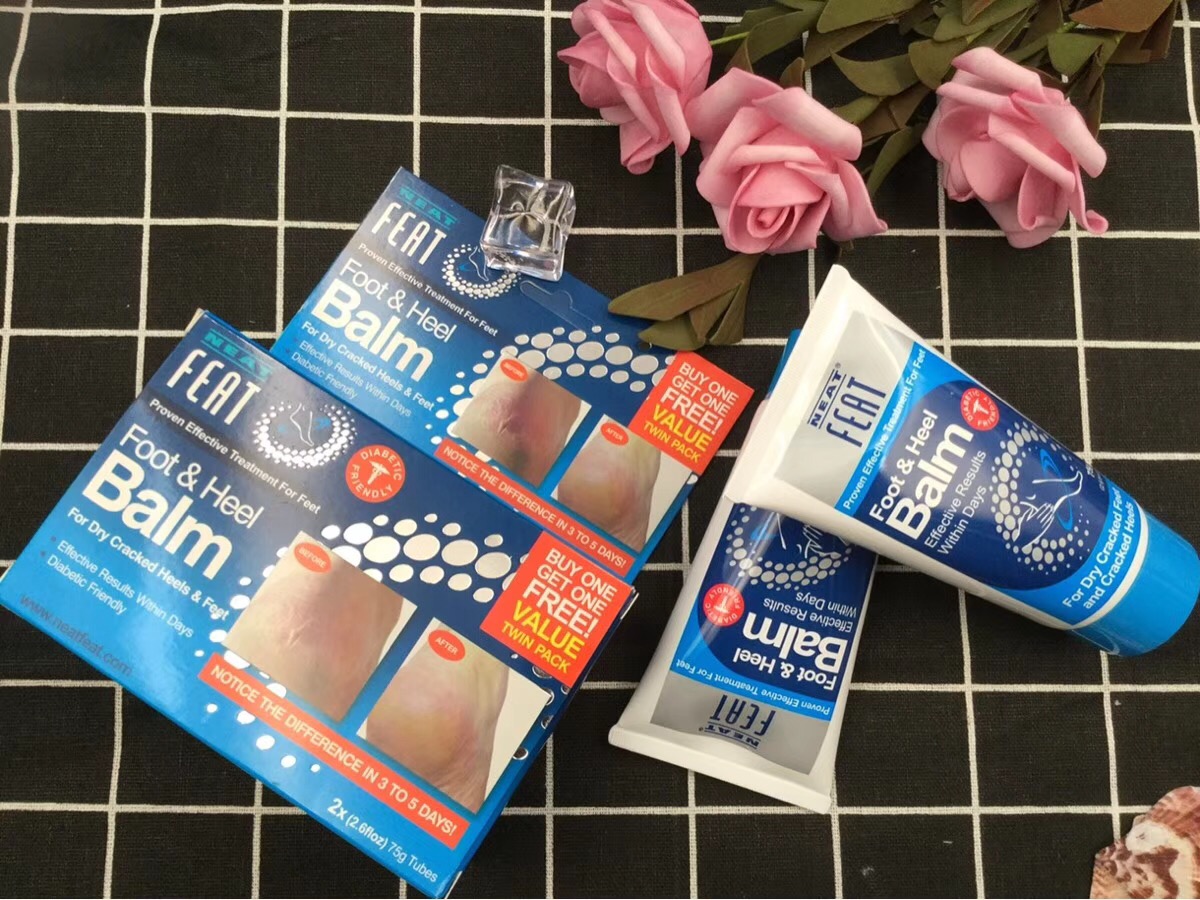 NEAT
FEAT
Proven Effective Treatment For Feet
Foot & Heel
Balm
For Dry Cracked Heels & Feet
Effective Results Within Days
Diabetic Friendly
BEFORE
AFTER
BUY ONE
GET ONE
FREE!
VALUE
TWIN PACK
NOTICE THE DIFFERENCE IN 3 TO 5 DAYS!
NEAT
FEAT
Proven Effective Treatment For Feet
DIABETIC
FRIENDLY
Foot & Heel
Balm
For Dry Cracked Heels & Feet
Effective Results Within Days
Diabetic Friendly
www.neatfeat.com
BEFORE
AFTER
BUY ONE
GET ONE
FREE!
VALUE
TWIN PACK
NOTICE THE DIFFERENCE IN 3 TO 5 DAYS!
2x (2.6floz) 75g Tubes
NEAT®
FEAT
Proven Effective Treatment For Feet
Foot & Heel
Balm
DIABETIC
FRIENDLY
Effective Results
Within Days
For Dry Cracked Feet
and Cracked Heels
NEAT®
FEAT
Proven Effective Treatment For Feet
Foot & Heel
Balm
DIABETIC
FRIENDLY
Effective Results
Within Days